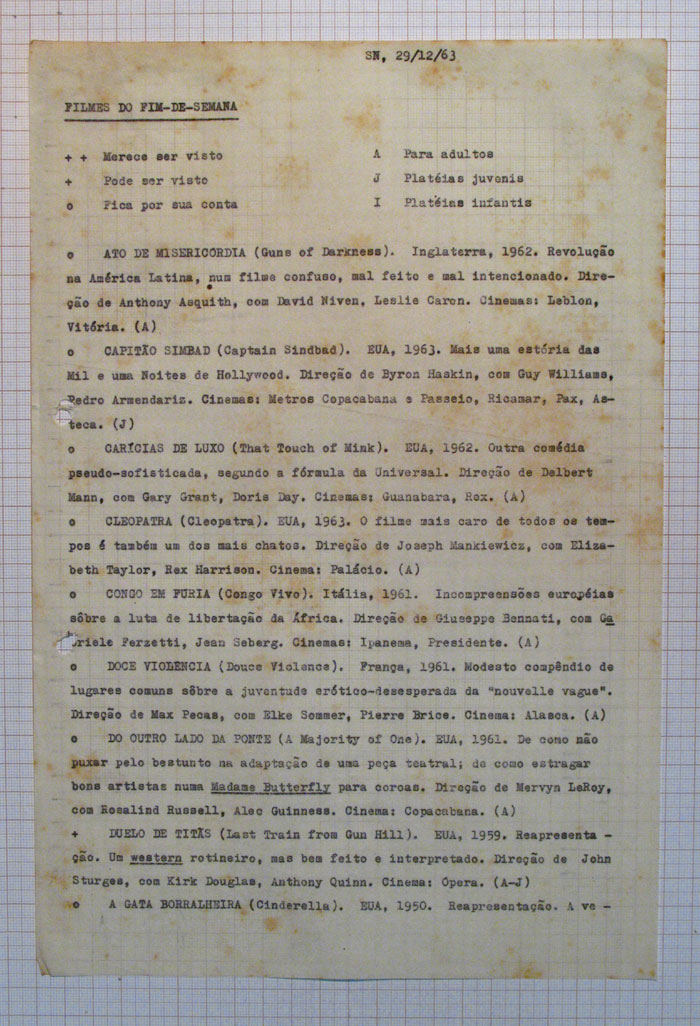 SN, 29/12/63
FILMES DO FIM-DE-SEMANA
+ + Merece ser visto A Para adultos
+ Pode ser visto J Platéias juvenis
o Fica por sua conta I Platéias infantis
o ATO DE MISERICORDIA (Guns of Darkness). Inglaterra, 1962. Revolução
na América Latina, num filme confuso, mal feito e mal intencionado. Dire-
ção de Anthony Asquith, com David Niven, Leslie Caron. Cinemas: Leblon,
Vitória. (A)
o CAPITÃO SIMBAD (Captain Sindbad). EUA, 1963. Mais uma estória das
Mil e uma Noites de Hollywood. Direção de Byron Haskin, com Guy Williams,
Pedro Armendariz. Cinemas: Metros Copacabana e Passeio, Ricamar, Pax, As-
teca. (J)
o CARÍCIAS DE LUXO (That Touch of Mink). EUA, 1962. Outra comédia
pseudo-sofisticada, segundo a fórmula da Universal. Direção de Delbert
Mann, com Gary Grant, Doris Day. Cinemas: Guanabara, Rox. (A)
o CLEOPATRA (Cleopatra). EUA, 1963. O filme mais caro de todos os tem-
pos é também um dos mais chatos. Direção de Joseph Mankiewicz, com Eliza-
beth Taylor, Rex Harrison. Cinema: Palácio. (A)
o CONGO EM FURIA (Congo Vivo). Itália, 1961. Incompreensões européias
sôbre a luta de libertação da África. Direção de Giuseppe Bennati, com Ga
briele Ferzetti, Jean Seberg. Cinemas: Ipanema, Presidente. (A)
o DOCE VIOLÊNCIA (Douce Violence). França, 1961. Modesto compêndio de
lugares comuns sôbre a juventude erótico-desesperada da "nouvelle vague".
Direção de Max Pecas, com Elke Sommer, Pierre Brice. Cinema: Alasca. (A)
o DO OUTRO LADO DA PONTE (A Majority of One). EUA, 1961. De como não
puxar pelo bestunto na adaptação de uma peça teatral; de como estragar
bons artistas numa Madame Butterfly para coroas. Direção de Mervyn LeRoy,
com Rosalind Russell, Alec Guinness. Cinema: Copacabana. (A)
+ DUELO DE TITÃS (Last Train from Gun Hill). EUA, 1959. Reapresenta -
ção. Um western rotineiro, mas bem feito e interpretado. Direção de John
Sturges, com Kirk Douglas, Anthony Quinn. Cinema: Opera. (A-J)
o A GATA BORRALHEIRA (Cinderella). EUA, 1950. Reapresentação. A ve -